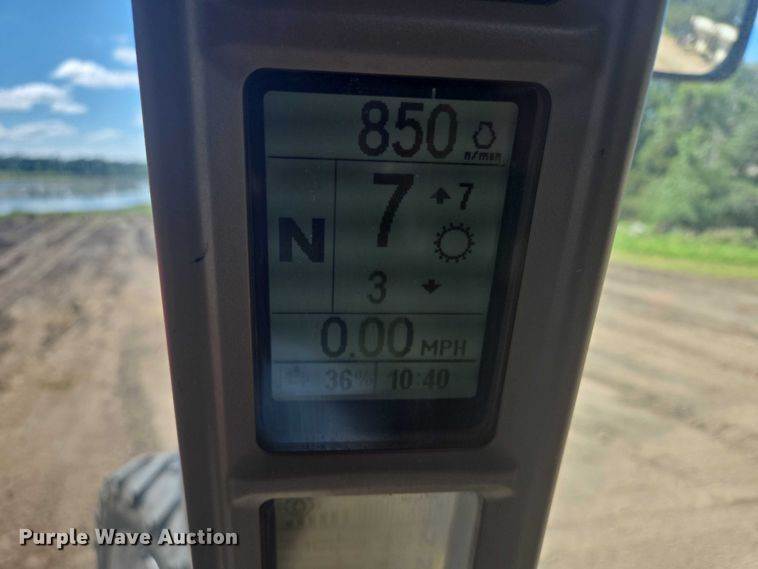 850
n/min
7
7
N
3
0.00 MPH
36% 10:40
Purple Wave Auction